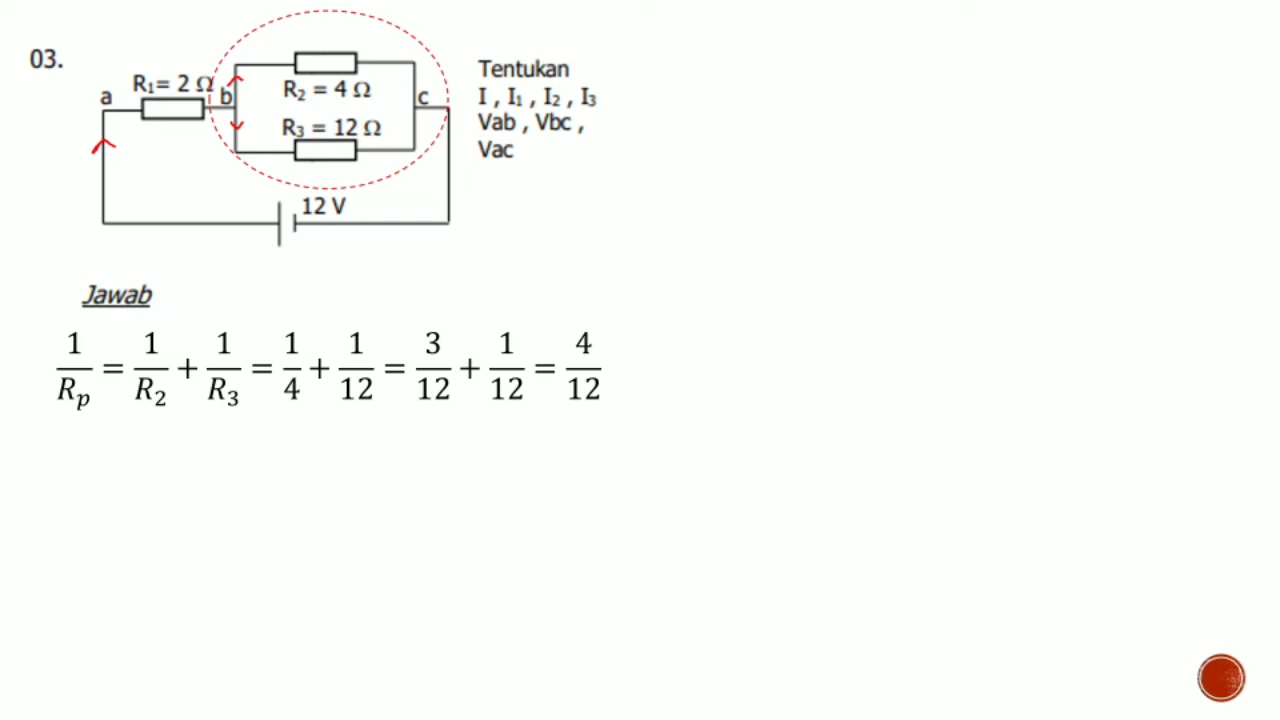 03.
R₁= 2 Ω
a
b
R₂ = 4 Ω
c
R₃ = 12 Ω
12 V
Tentukan
I , I₁ , I₂ , I₃
Vab , Vbc ,
Vac
Jawab
1/Rₚ = 1/R₂ + 1/R₃ = 1/4 + 1/12 = 3/12 + 1/12 = 4/12